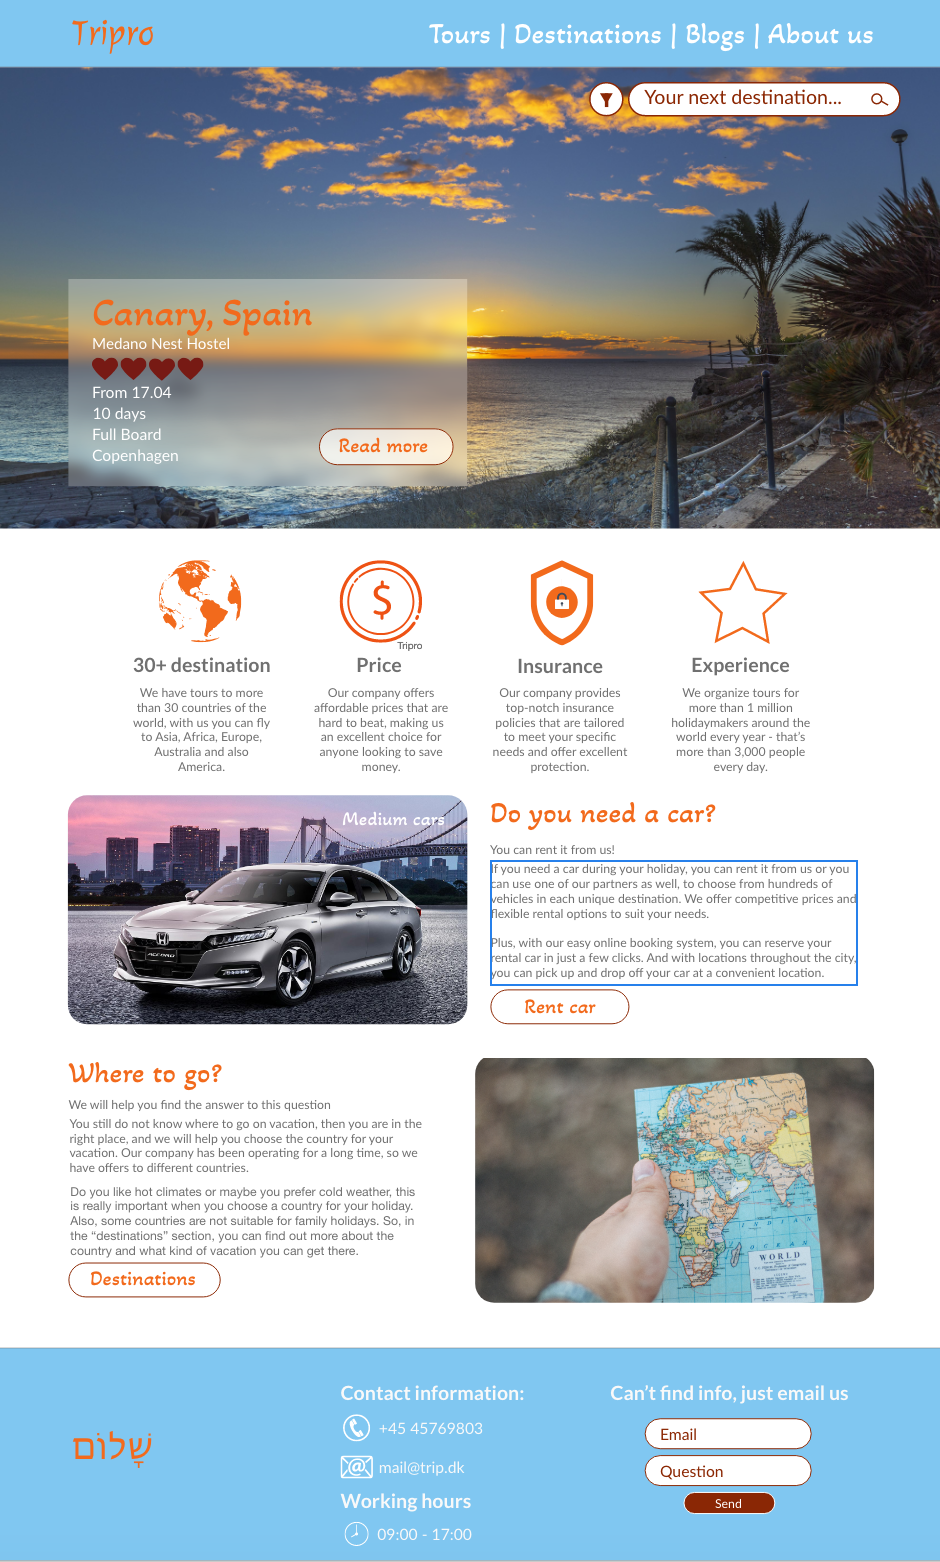 Tripro
Tours | Destinations | Blogs | About us
Your next destination...
Canary, Spain
Medano Nest Hostel
From 17.04
10 days
Full Board
Copenhagen
Read more
$
Tripro
30+ destination
We have tours to more
than 30 countries of the
world, with us you can fly
to Asia, Africa, Europe,
Australia and also
America.
Price
Our company offers
affordable prices that are
hard to beat, making us
an excellent choice for
anyone looking to save
money.
Insurance
Our company provides
top-notch insurance
policies that are tailored
to meet your specific
needs and offer excellent
protection.
Experience
We organize tours for
more than 1 million
holidaymakers around the
world every year - that's
more than 3,000 people
every day.
Medium cars
ACCORD
Do you need a car?
You can rent it from us!
If you need a car during your holiday, you can rent it from us or you
can use one of our partners as well, to choose from hundreds of
vehicles in each unique destination. We offer competitive prices and
flexible rental options to suit your needs.
Plus, with our easy online booking system, you can reserve your
rental car in just a few clicks. And with locations throughout the city,
you can pick up and drop off your car at a convenient location.
Rent car
Where to go?
We will help you find the answer to this question
You still do not know where to go on vacation, then you are in the
right place, and we will help you choose the country for your
vacation. Our company has been operating for a long time, so we
have offers to different countries.
Do you like hot climates or maybe you prefer cold weather, this
is really important when you choose a country for your holiday.
Also, some countries are not suitable for family holidays. So, in
the “destinations” section, you can find out more about the
country and what kind of vacation you can get there.
Destinations
INDIAN
OCEAN
WORLD
שָׁלוֹם
Contact information:
+45 45769803
mail@trip.dk
Working hours
09:00 - 17:00
Can't find info, just email us
Email
Question
Send